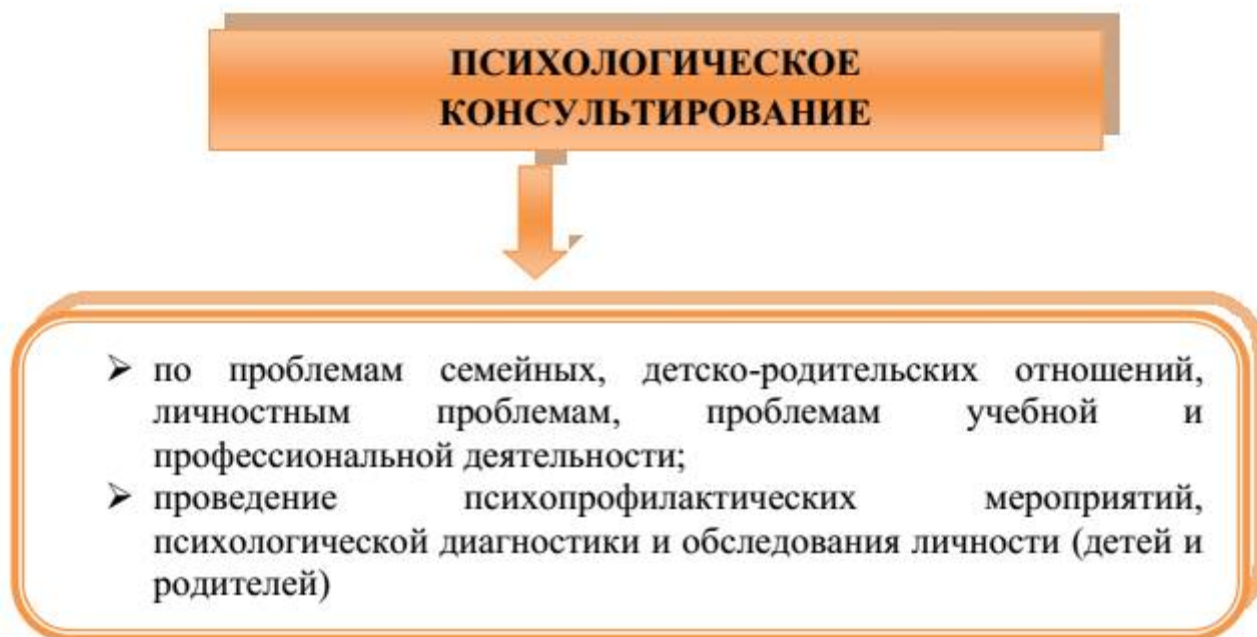 ПСИХОЛОГИЧЕСКОЕ
КОНСУЛЬТИРОВАНИЕ
➤ по проблемам семейных, детско-родительских отношений,
личностным проблемам, проблемам учебной и
профессиональной деятельности;
➤ проведение психопрофилактических мероприятий,
психологической диагностики и обследования личности (детей и
родителей)